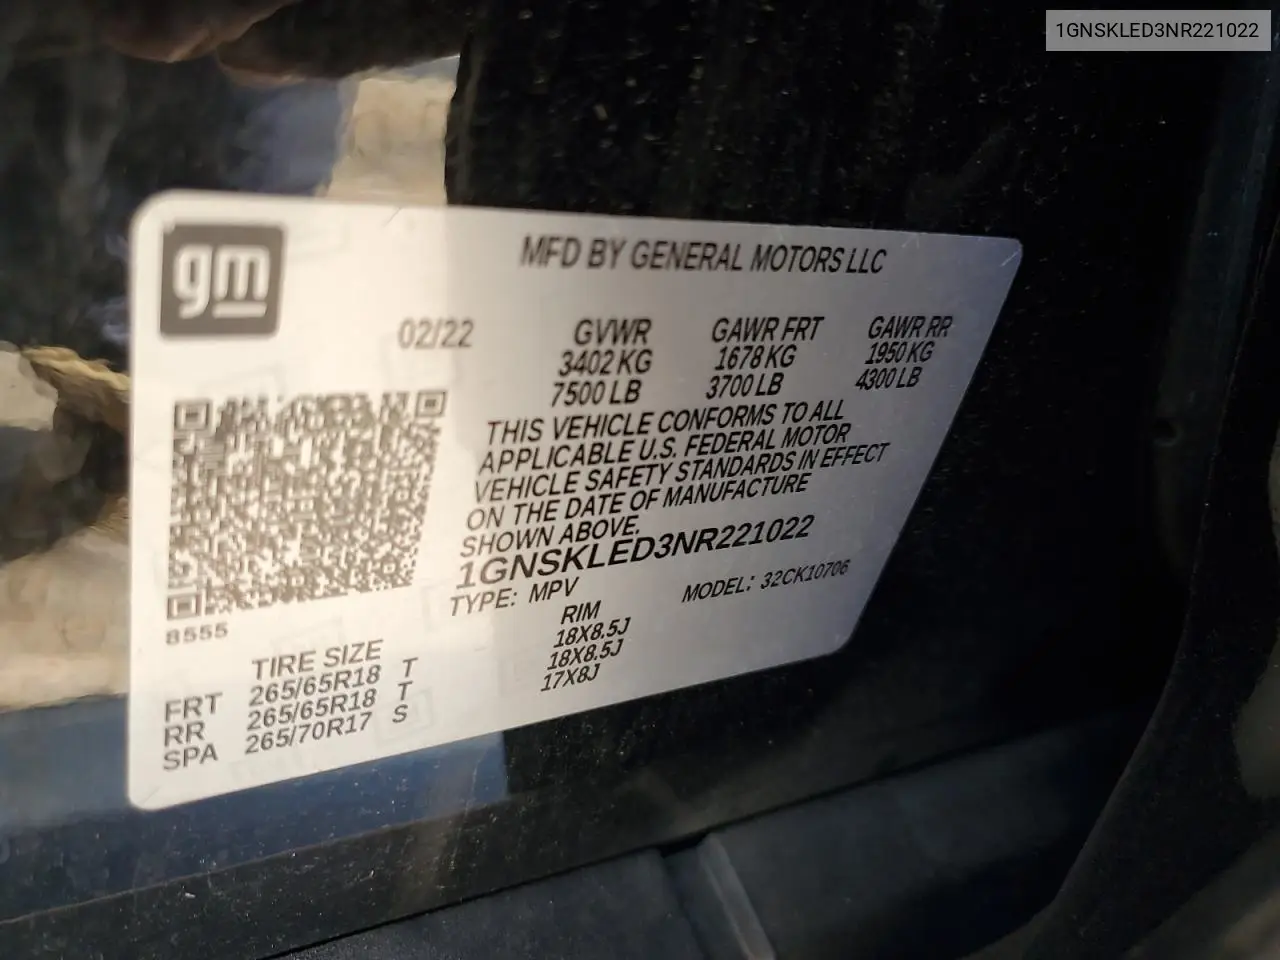 1GNSKLED3NR221022
gm
MFD BY GENERAL MOTORS LLC
02/22 GVWR GAWR FRT GAWR RR
3402 KG 1678 KG 1950 KG
7500 LB 3700 LB 4300 LB
THIS VEHICLE CONFORMS TO ALL
APPLICABLE U.S. FEDERAL MOTOR
VEHICLE SAFETY STANDARDS IN EFFECT
ON THE DATE OF MANUFACTURE
SHOWN ABOVE.
1GNSKLED3NR221022
TYPE: MPV MODEL: 32CK10706
8555
TIRE SIZE RIM
FRT 265/65R18 T 18X8.5J
RR 265/65R18 T 18X8.5J
SPA 265/70R17 S 17X8J